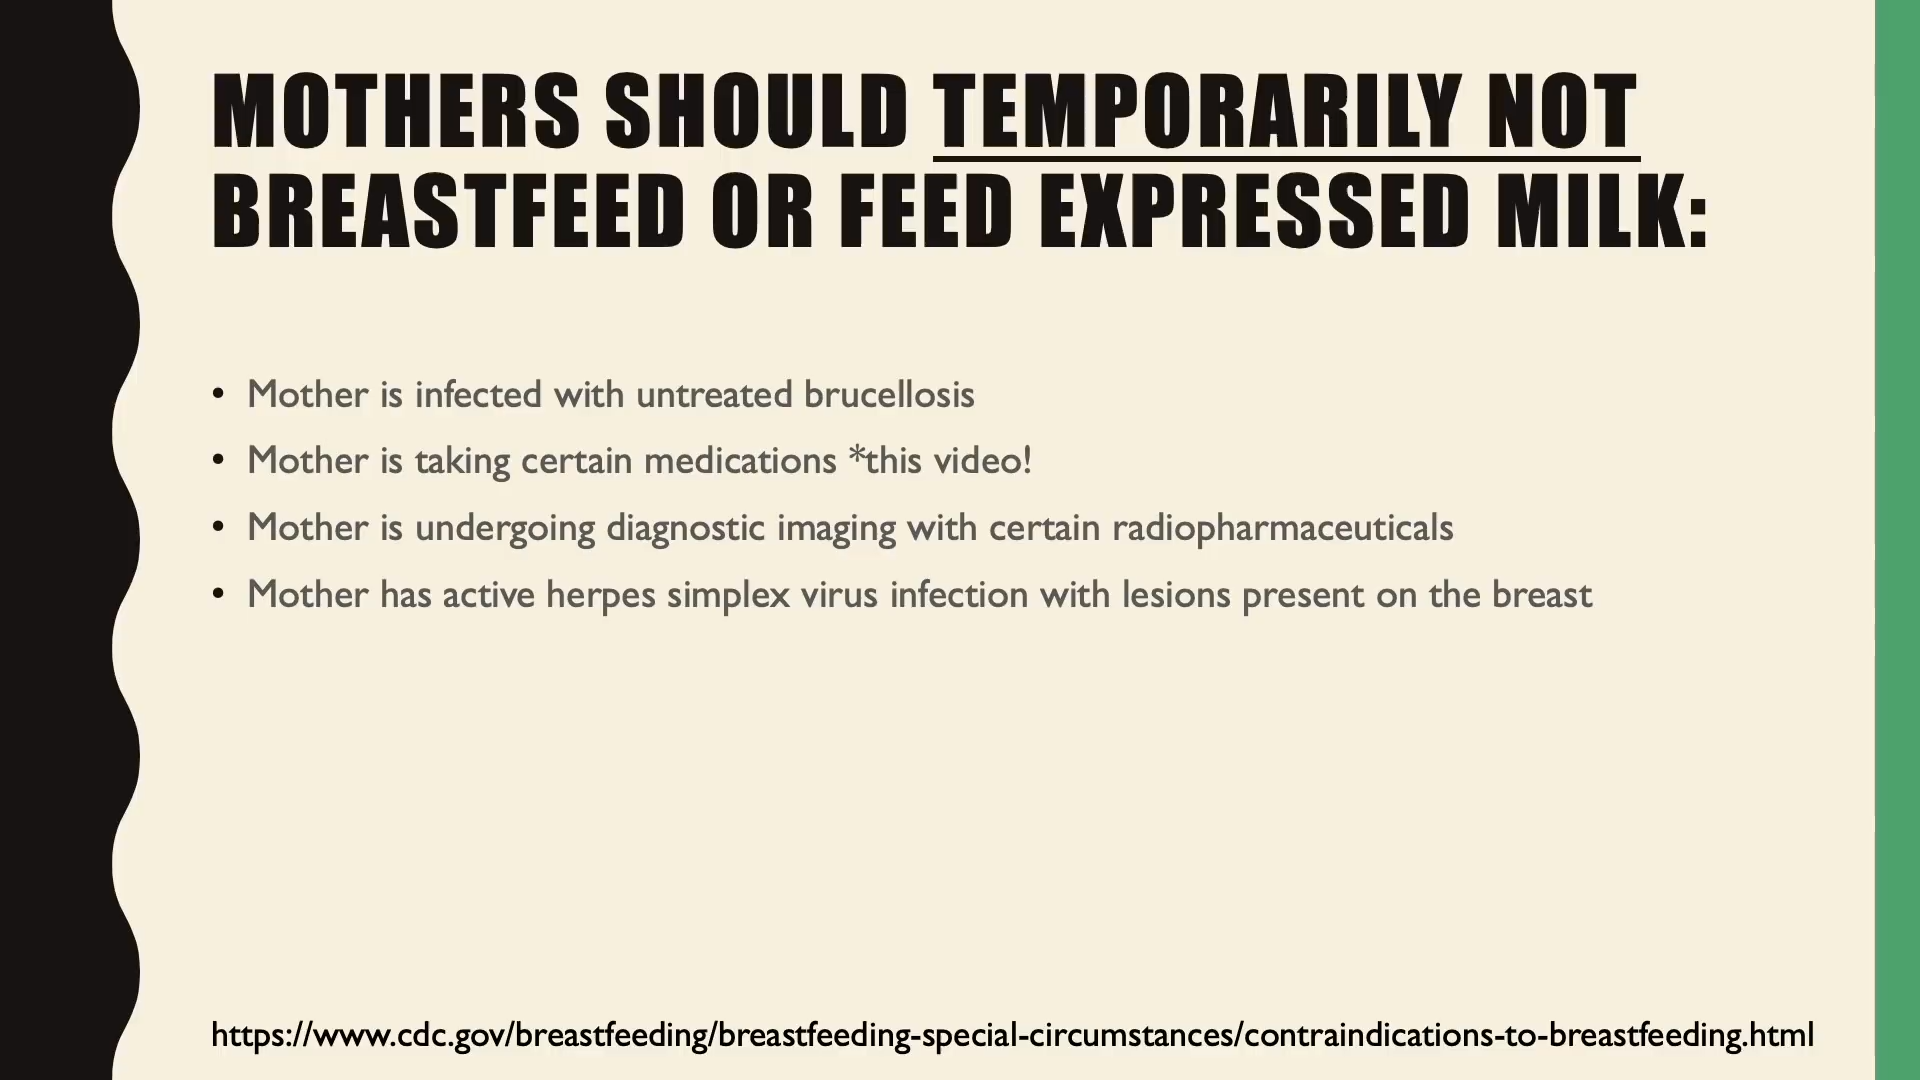 MOTHERS SHOULD TEMPORARILY NOT
BREASTFEED OR FEED EXPRESSED MILK:
• Mother is infected with untreated brucellosis
• Mother is taking certain medications *this video!
• Mother is undergoing diagnostic imaging with certain radiopharmaceuticals
• Mother has active herpes simplex virus infection with lesions present on the breast
https://www.cdc.gov/breastfeeding/breastfeeding-special-circumstances/contraindications-to-breastfeeding.html